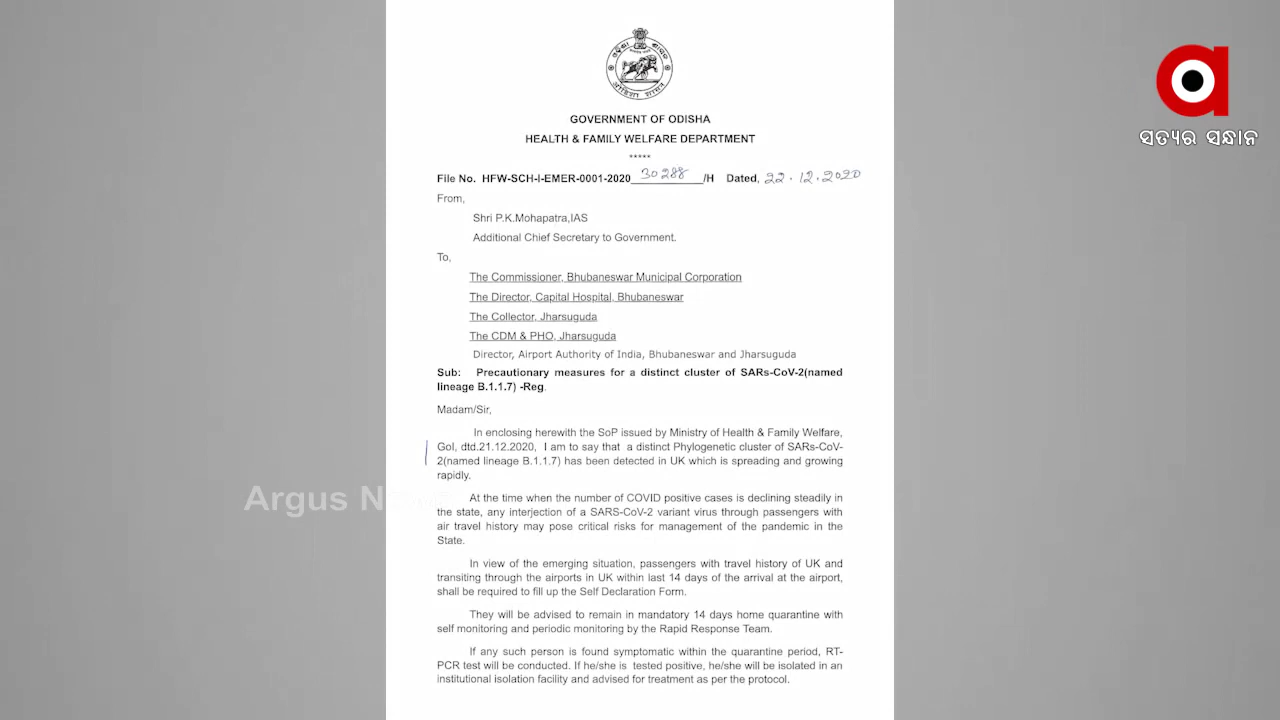 GOVERNMENT OF ODISHA
HEALTH & FAMILY WELFARE DEPARTMENT
*****
File No. HFW-SCH-I-EMER-0001-2020 30288 /H Dated, 22.12.2020
From,
Shri P.K.Mohapatra,IAS
Additional Chief Secretary to Government.
To,
The Commissioner, Bhubaneswar Municipal Corporation
The Director, Capital Hospital, Bhubaneswar
The Collector, Jharsuguda
The CDM & PHO, Jharsuguda
Director, Airport Authority of India, Bhubaneswar and Jharsuguda
Sub: Precautionary measures for a distinct cluster of SARs-CoV-2(named
lineage B.1.1.7) -Reg.
Madam/Sir,
In enclosing herewith the SoP issued by Ministry of Health & Family Welfare,
GoI, dtd.21.12.2020, I am to say that a distinct Phylogenetic cluster of SARs-CoV-
2(named lineage B.1.1.7) has been detected in UK which is spreading and growing
rapidly.
At the time when the number of COVID positive cases is declining steadily in
the state, any interjection of a SARS-CoV-2 variant virus through passengers with
air travel history may pose critical risks for management of the pandemic in the
State.
In view of the emerging situation, passengers with travel history of UK and
transiting through the airports in UK within last 14 days of the arrival at the airport,
shall be required to fill up the Self Declaration Form.
They will be advised to remain in mandatory 14 days home quarantine with
self monitoring and periodic monitoring by the Rapid Response Team.
If any such person is found symptomatic within the quarantine period, RT-
PCR test will be conducted. If he/she is tested positive, he/she will be isolated in an
institutional isolation facility and advised for treatment as per the protocol.
Argus News
ସତ୍ୟର ସନ୍ଧାନ